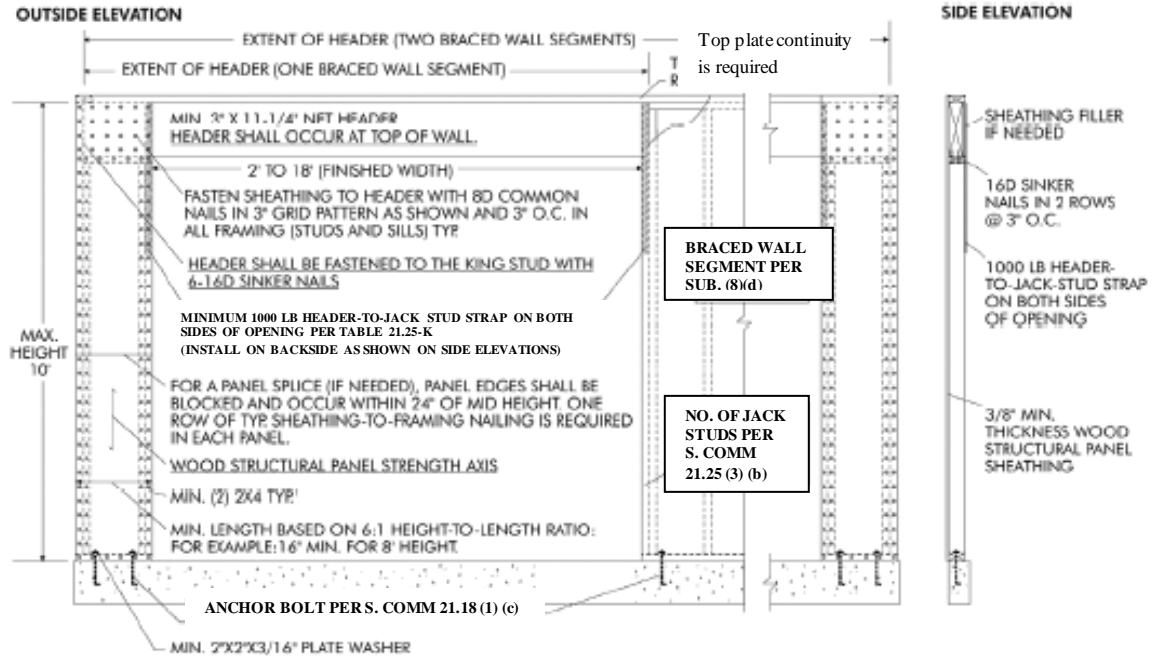 OUTSIDE ELEVATION
SIDE ELEVATION
EXTENT OF HEADER (TWO BRACED WALL SEGMENTS)
Top plate continuity
is required
EXTENT OF HEADER (ONE BRACED WALL SEGMENT)
T
R
MIN. 3" X 11-1/4" NET HEADER
HEADER SHALL OCCUR AT TOP OF WALL.
2' TO 18' (FINISHED WIDTH)
FASTEN SHEATHING TO HEADER WITH 8D COMMON
NAILS IN 3" GRID PATTERN AS SHOWN AND 3" O.C. IN
ALL FRAMING (STUDS AND SILLS) TYP.
HEADER SHALL BE FASTENED TO THE KING STUD WITH
6-16D SINKER NAILS
MINIMUM 1000 LB HEADER-TO-JACK STUD STRAP ON BOTH
SIDES OF OPENING PER TABLE 21.25-K
(INSTALL ON BACKSIDE AS SHOWN ON SIDE ELEVATIONS)
MAX.
HEIGHT
10'
FOR A PANEL SPLICE (IF NEEDED), PANEL EDGES SHALL BE
BLOCKED AND OCCUR WITHIN 24" OF MID HEIGHT. ONE
ROW OF TYP. SHEATHING-TO-FRAMING NAILING IS REQUIRED
IN EACH PANEL.
WOOD STRUCTURAL PANEL STRENGTH AXIS
MIN. (2) 2X4 TYP.
MIN. LENGTH BASED ON 6:1 HEIGHT-TO-LENGTH RATIO:
FOR EXAMPLE: 16" MIN. FOR 8' HEIGHT.
ANCHOR BOLT PER S. COMM 21.18 (1) (c)
MIN. 2"X2"X3/16" PLATE WASHER
BRACED WALL
SEGMENT PER
SUB. (8)(d)
NO. OF JACK
STUDS PER
S. COMM
21.25 (3) (b)
SHEATHING FILLER
IF NEEDED
16D SINKER
NAILS IN 2 ROWS
@ 3" O.C.
1000 LB HEADER-
TO-JACK-STUD STRAP
ON BOTH SIDES
OF OPENING
3/8" MIN.
THICKNESS WOOD
STRUCTURAL PANEL
SHEATHING